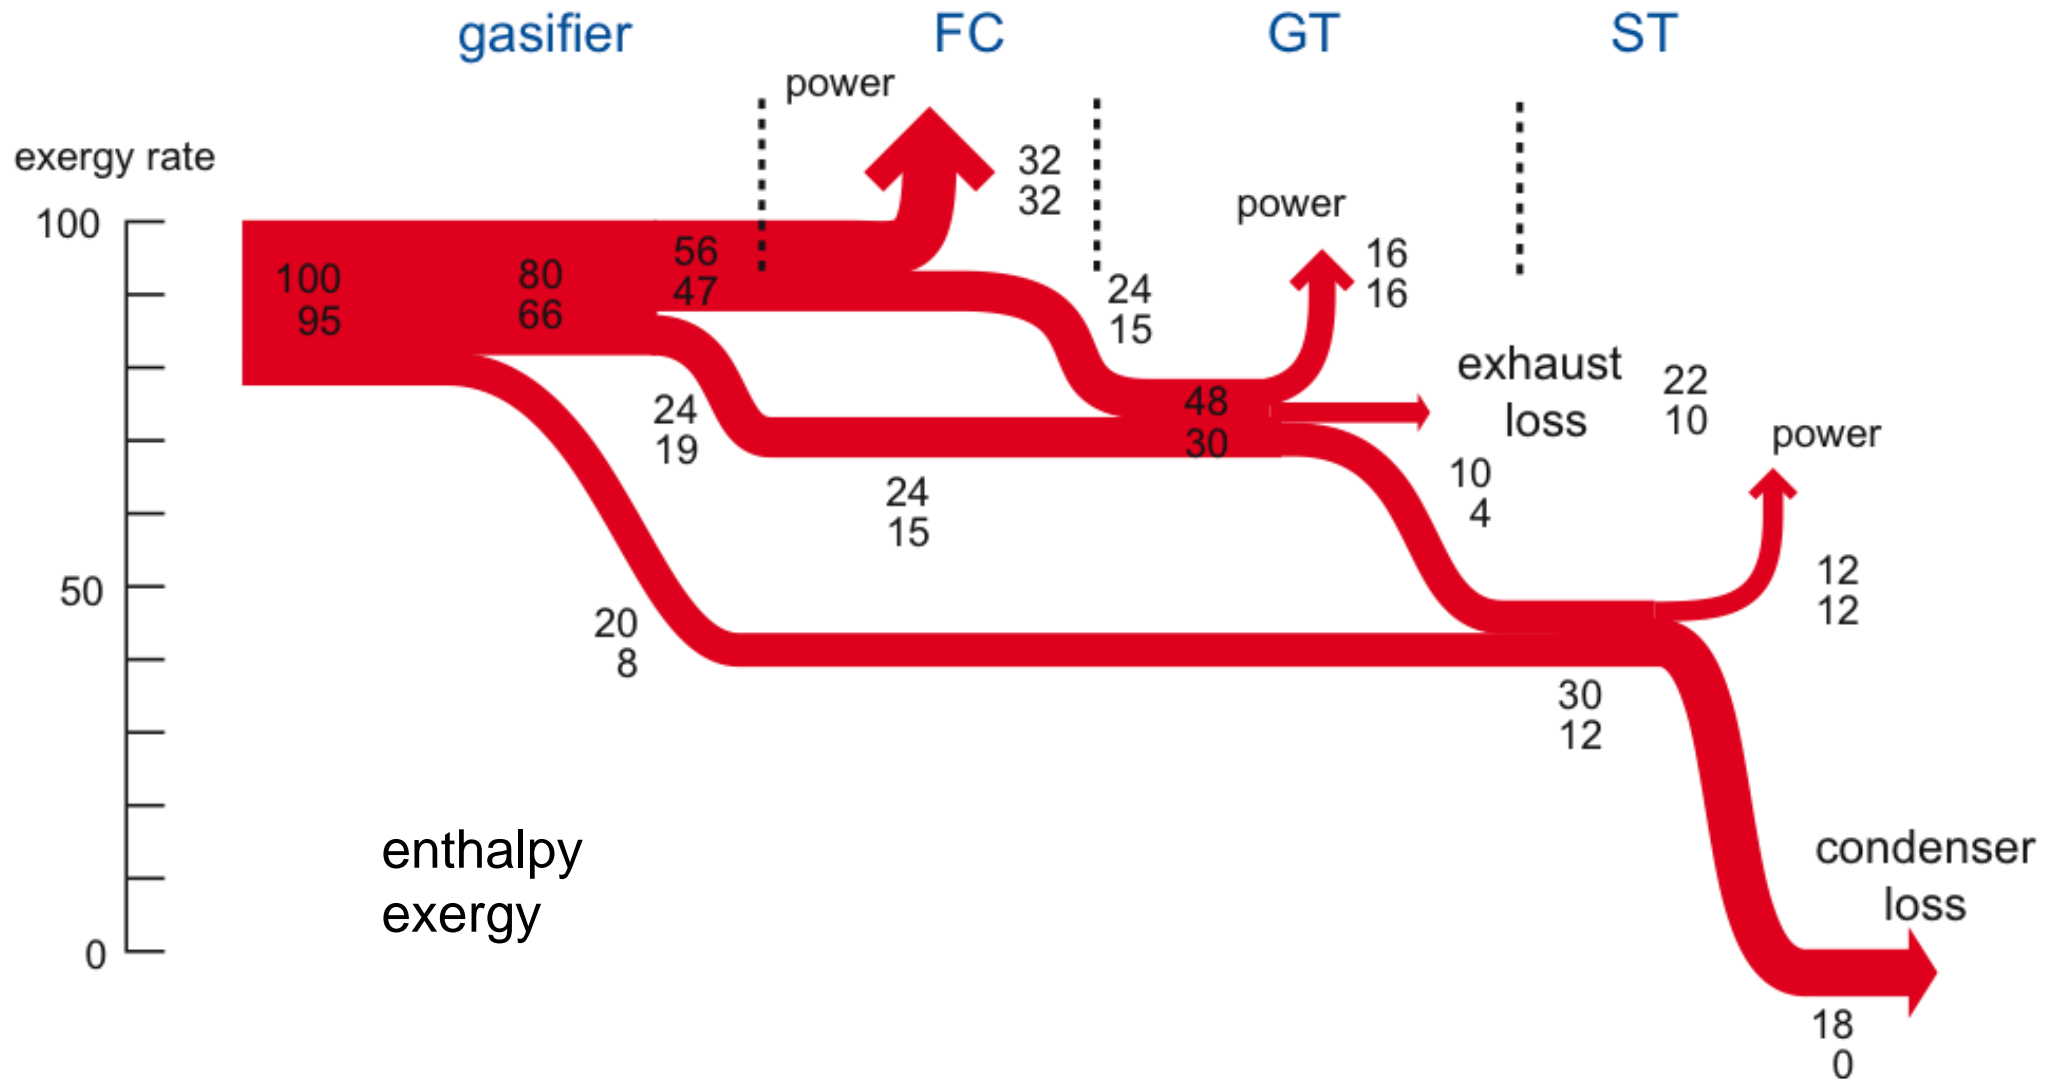 gasifier
FC
GT
ST
power
exergy rate
100
50
0
100
95
80
66
56
47
32
32
24
19
20
8
24
15
24
15
48
30
power
16
16
exhaust
loss
22
10
10
4
power
12
12
30
12
enthalpy
exergy
condenser
loss
18
0